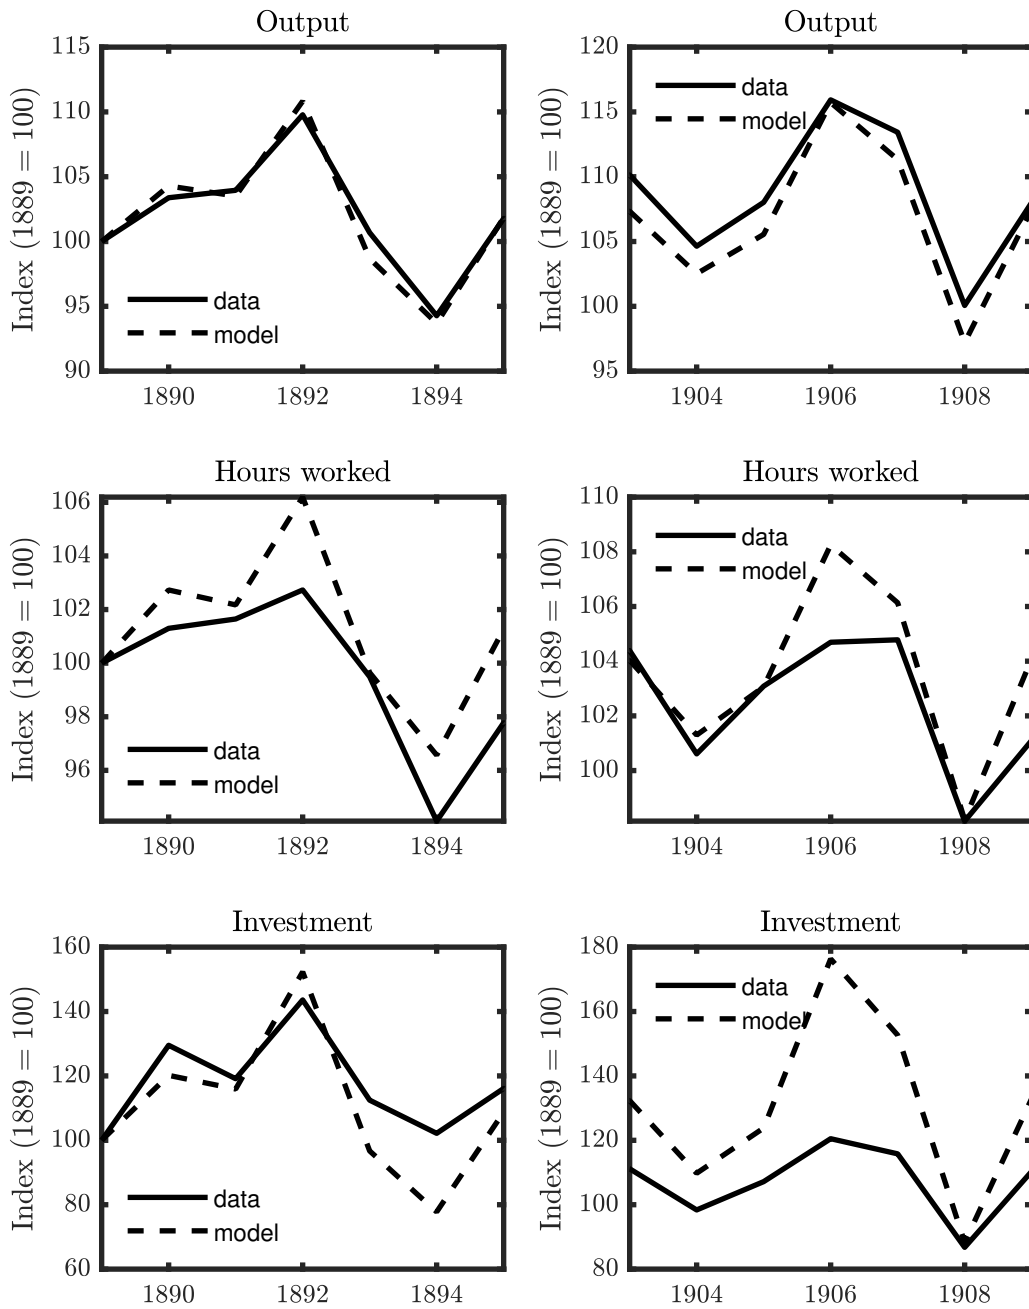 Output
Index (1889 = 100)
115
110
105
100
95
90
data
model
1890
1892
1894
Output
Index (1889 = 100)
120
115
110
105
100
95
data
model
1904
1906
1908
Hours worked
Index (1889 = 100)
106
104
102
100
98
96
data
model
1890
1892
1894
Hours worked
Index (1889 = 100)
110
108
106
104
102
100
data
model
1904
1906
1908
Investment
Index (1889 = 100)
160
140
120
100
80
60
data
model
1890
1892
1894
Investment
Index (1889 = 100)
180
160
140
120
100
80
data
model
1904
1906
1908